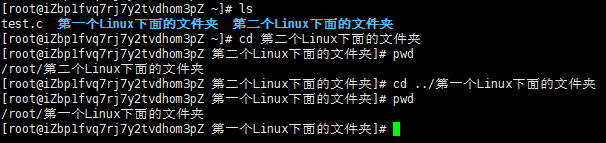 [root@iZbp1fvq7rj7y2tvdhom3pZ ~]# ls
test.c  第一个Linux下面的文件夹  第二个Linux下面的文件夹
[root@iZbp1fvq7rj7y2tvdhom3pZ ~]# cd 第二个Linux下面的文件夹
[root@iZbp1fvq7rj7y2tvdhom3pZ 第二个Linux下面的文件夹]# pwd
/root/第二个Linux下面的文件夹
[root@iZbp1fvq7rj7y2tvdhom3pZ 第二个Linux下面的文件夹]# cd ../第一个Linux下面的文件夹
[root@iZbp1fvq7rj7y2tvdhom3pZ 第一个Linux下面的文件夹]# pwd
/root/第一个Linux下面的文件夹
[root@iZbp1fvq7rj7y2tvdhom3pZ 第一个Linux下面的文件夹]#